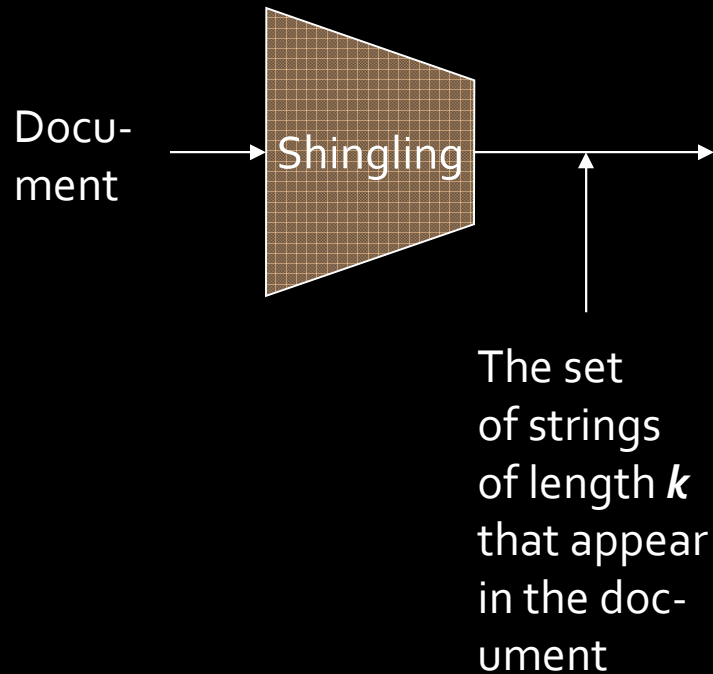 Docu-
ment
Shingling
The set
of strings
of length k
that appear
in the doc-
ument